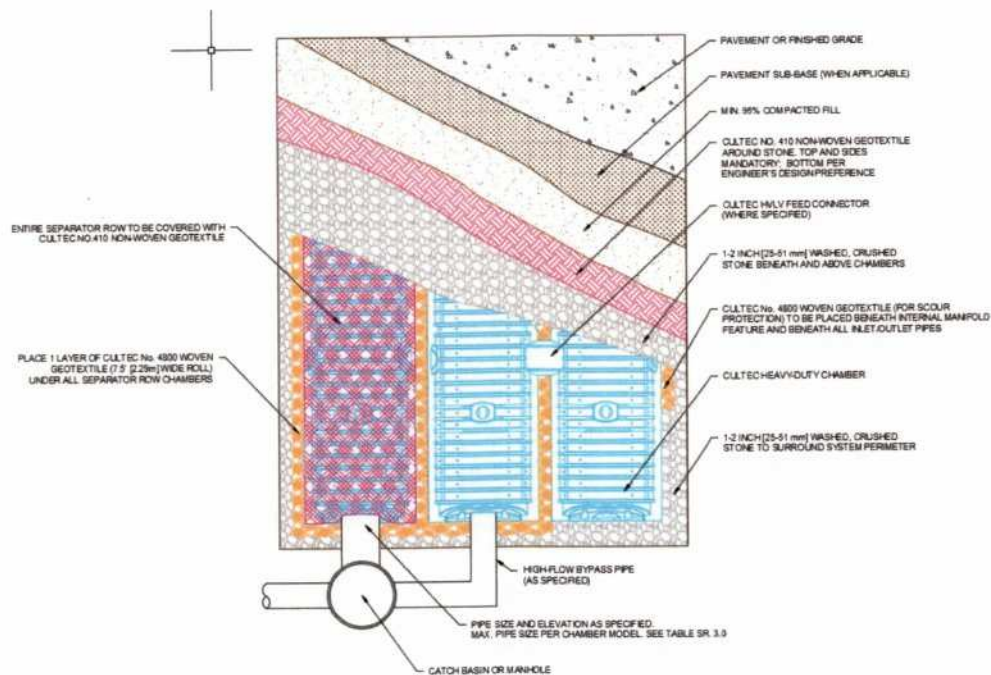 PAVEMENT OR FINISHED GRADE
PAVEMENT SUB-BASE (WHEN APPLICABLE)
MIN. 95% COMPACTED FILL
CULTEC NO. 410 NON-WOVEN GEOTEXTILE
AROUND STONE. TOP AND SIDES
MANDATORY; BOTTOM PER
ENGINEER'S DESIGN PREFERENCE
CULTEC HVLV FEED CONNECTOR
(WHERE SPECIFIED)
1-2 INCH [25-51 mm] WASHED, CRUSHED
STONE BENEATH AND ABOVE CHAMBERS
CULTEC No. 4800 WOVEN GEOTEXTILE (FOR SCOUR
PROTECTION) TO BE PLACED BENEATH INTERNAL MANIFOLD
FEATURE AND BENEATH ALL INLET/OUTLET PIPES
CULTEC HEAVY-DUTY CHAMBER
1-2 INCH [25-51 mm] WASHED, CRUSHED
STONE TO SURROUND SYSTEM PERIMETER
ENTIRE SEPARATOR ROW TO BE COVERED WITH
CULTEC NO.410 NON-WOVEN GEOTEXTILE
PLACE 1 LAYER OF CULTEC No. 4800 WOVEN
GEOTEXTILE (7.5' [2.29m] WIDE ROLL)
UNDER ALL SEPARATOR ROW CHAMBERS
HIGH-FLOW BYPASS PIPE
(AS SPECIFIED)
PIPE SIZE AND ELEVATION AS SPECIFIED.
MAX. PIPE SIZE PER CHAMBER MODEL. SEE TABLE SR. 3.0
CATCH BASIN OR MANHOLE